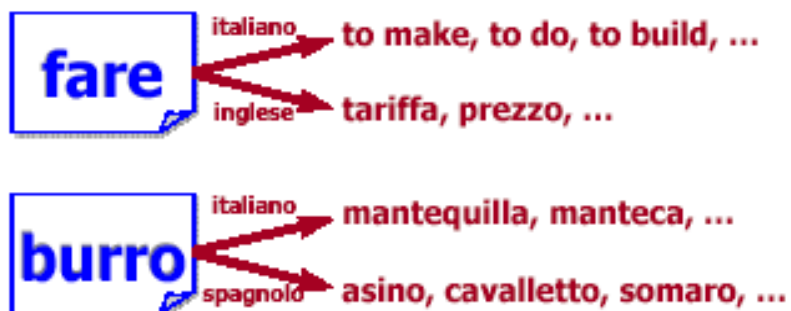 italiano
to make, to do, to build, ...
fare
inglese
tariffa, prezzo, ...
italiano
mantequilla, manteca, ...
burro
spagnolo
asino, cavalletto, somaro, ...